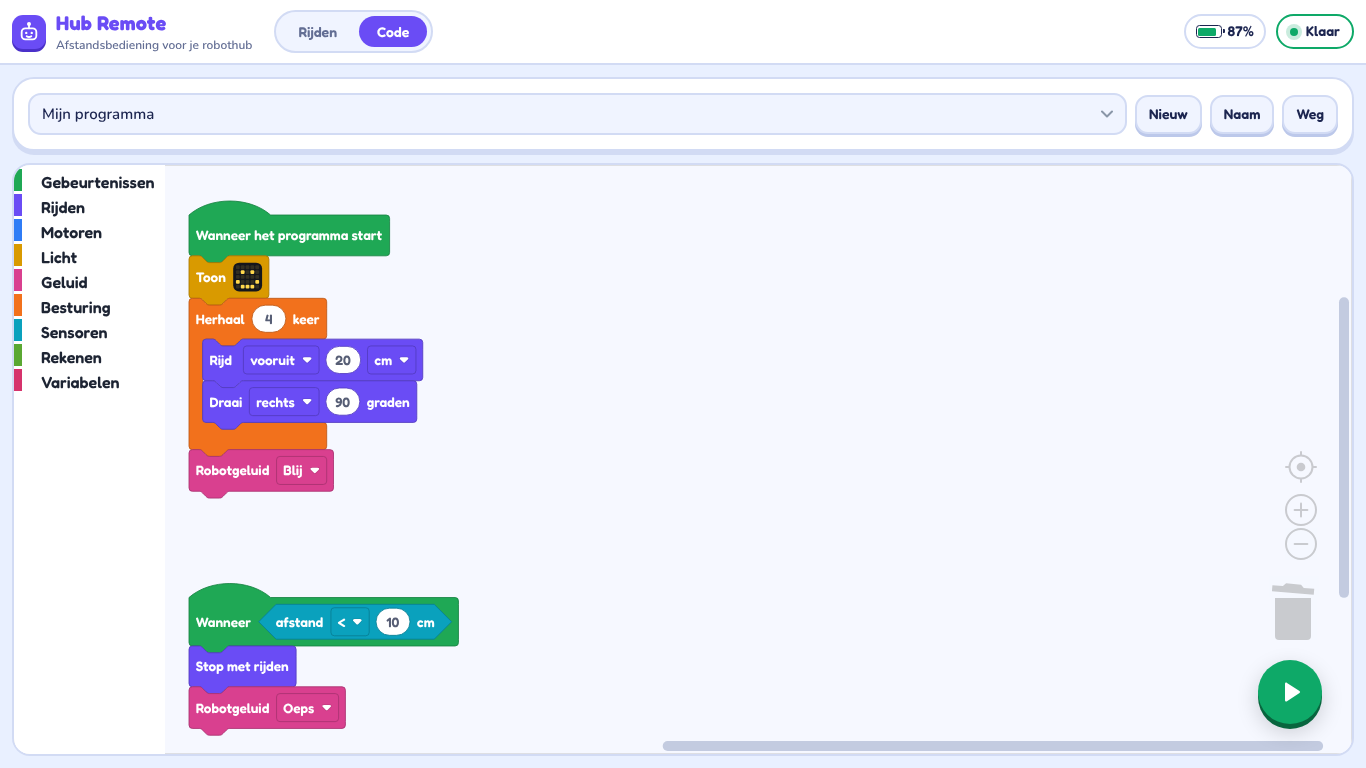 Hub Remote
Afstandsbediening voor je robothub
Rijden
Code
87%
Klaar
Mijn programma
Nieuw
Naam
Weg
Gebeurtenissen
Rijden
Motoren
Licht
Geluid
Besturing
Sensoren
Rekenen
Variabelen
Wanneer het programma start
Toon
Herhaal 4 keer
Rijd vooruit 20 cm
Draai rechts 90 graden
Robotgeluid Blij
Wanneer afstand < 10 cm
Stop met rijden
Robotgeluid Oeps